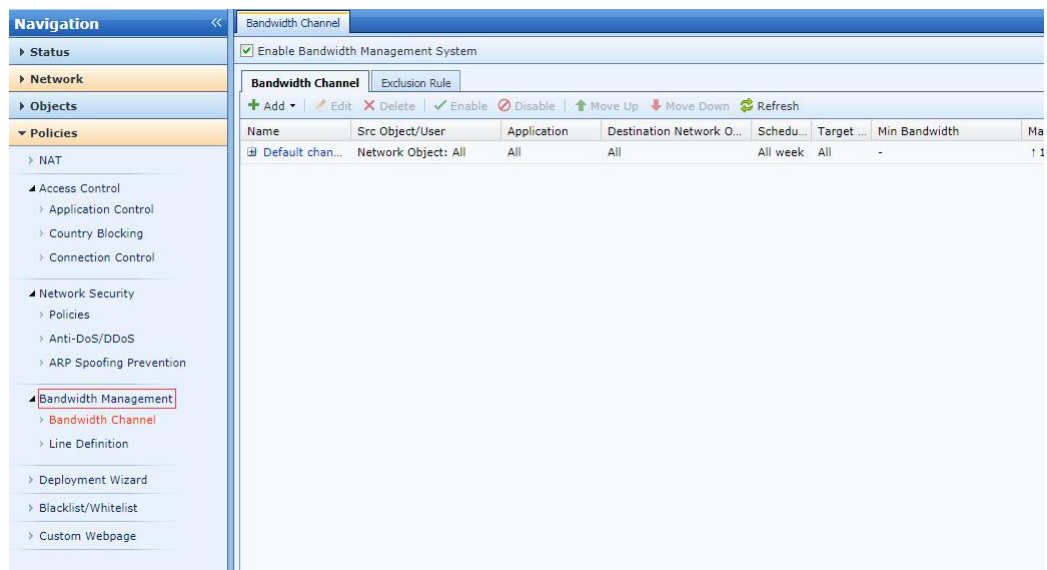 Navigation
Status
Network
Objects
Policies
NAT
Access Control
Application Control
Country Blocking
Connection Control
Network Security
Policies
Anti-DoS/DDoS
ARP Spoofing Prevention
Bandwidth Management
Bandwidth Channel
Line Definition
Deployment Wizard
Blacklist/Whitelist
Custom Webpage
Bandwidth Channel
Enable Bandwidth Management System
Bandwidth Channel Exclusion Rule
Add Edit Delete Enable Disable Move Up Move Down Refresh
Name Src Object/User Application Destination Network O... Schedu... Target ... Min Bandwidth Ma
Default chan... Network Object: All All All All week All - ↑ 1